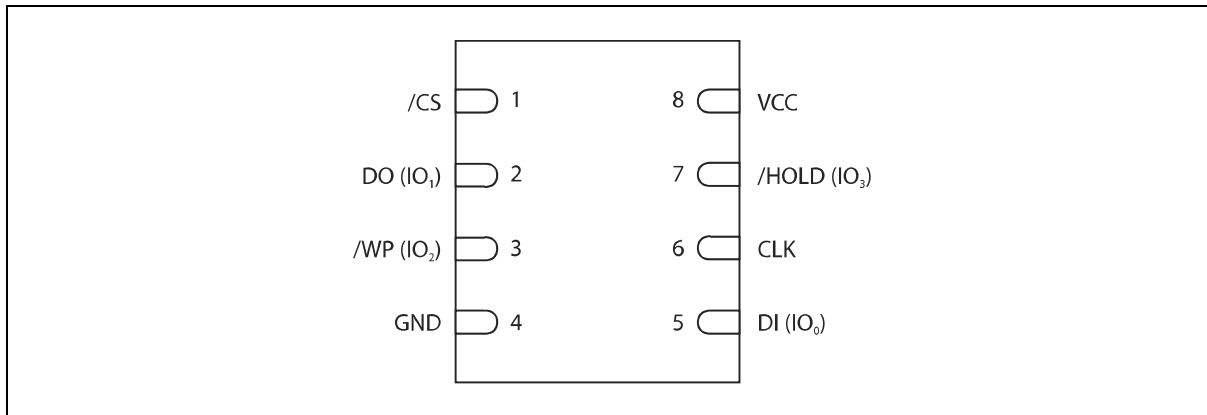 /CS 1 8 VCC
DO (IO₁) 2 7 /HOLD (IO₃)
/WP (IO₂) 3 6 CLK
GND 4 5 DI (IO₀)